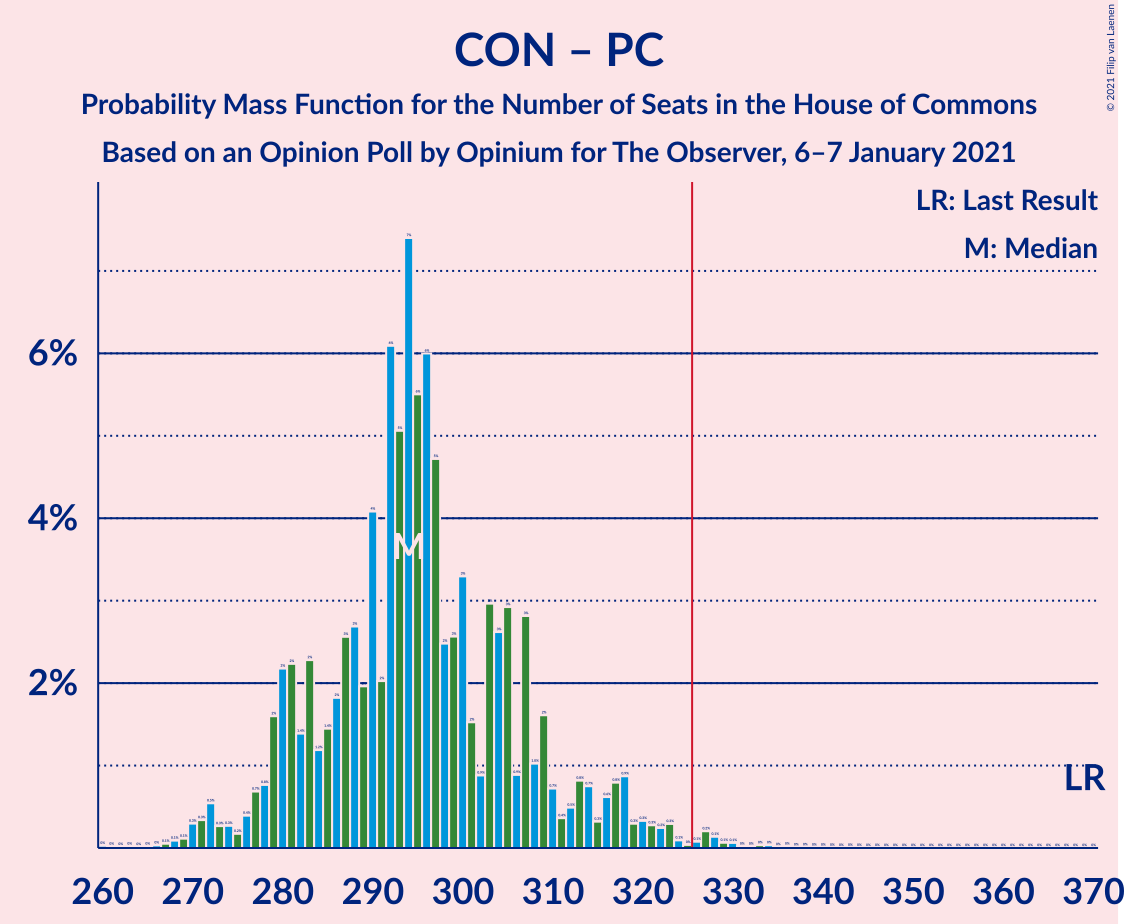 CON – PC
Probability Mass Function for the Number of Seats in the House of Commons
Based on an Opinion Poll by Opinium for The Observer, 6–7 January 2021
© 2021 Filip van Laenen
LR: Last Result
M: Median
6%
4%
2%
M
LR
260 270 280 290 300 310 320 330 340 350 360 370